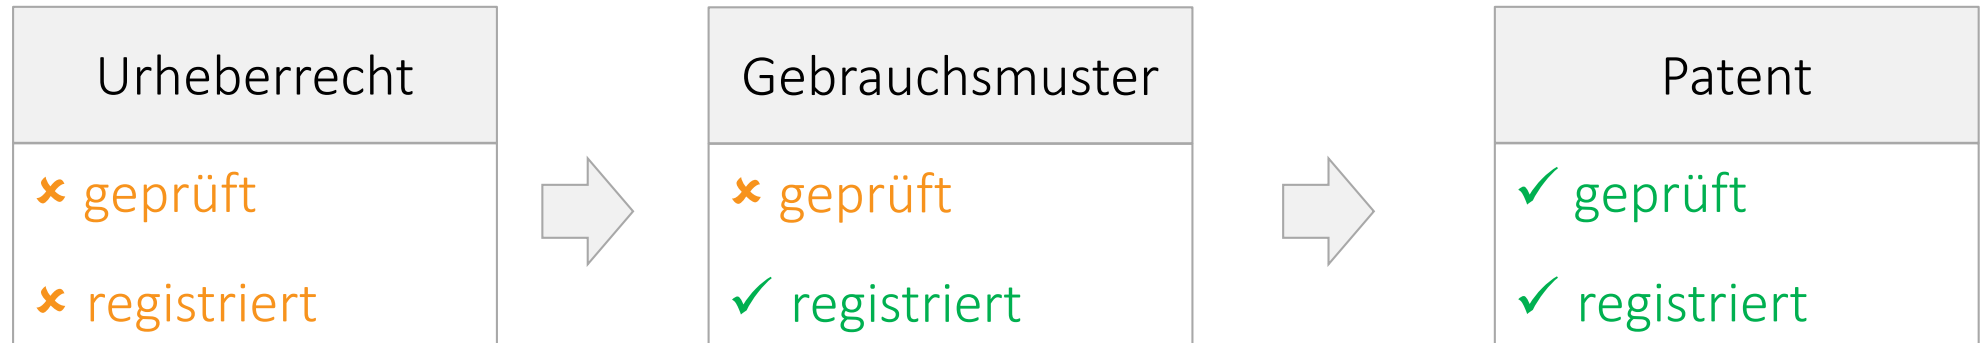 Urheberrecht
✘ geprüft
✘ registriert
Gebrauchsmuster
✘ geprüft
✓ registriert
Patent
✓ geprüft
✓ registriert